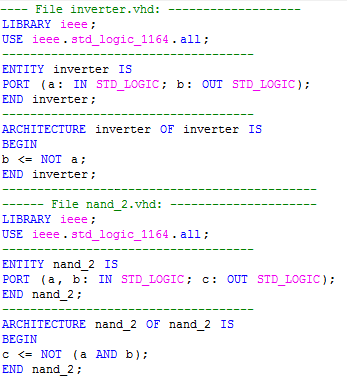 ---- File inverter.vhd: -------------------
LIBRARY ieee;
USE ieee.std_logic_1164.all;
------------------------------------
ENTITY inverter IS
PORT (a: IN STD_LOGIC; b: OUT STD_LOGIC);
END inverter;
------------------------------------
ARCHITECTURE inverter OF inverter IS
BEGIN
b <= NOT a;
END inverter;
---------------------------------------------
------ File nand_2.vhd: ---------------------
LIBRARY ieee;
USE ieee.std_logic_1164.all;
------------------------------------
ENTITY nand_2 IS
PORT (a, b: IN STD_LOGIC; c: OUT STD_LOGIC);
END nand_2;
------------------------------------
ARCHITECTURE nand_2 OF nand_2 IS
BEGIN
c <= NOT (a AND b);
END nand_2;